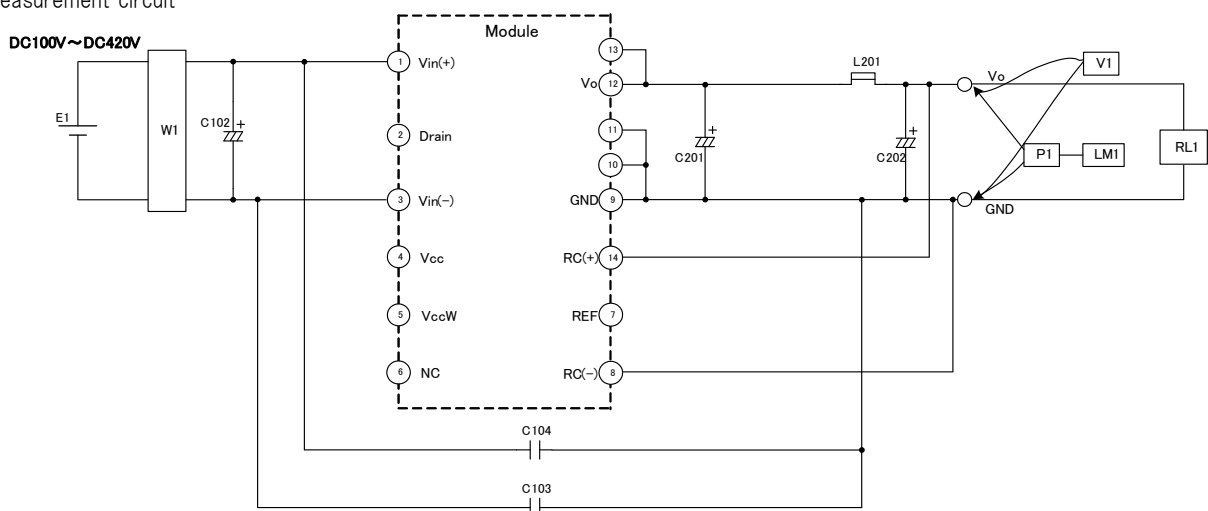 easurement circuit
DC100V～DC420V
Module
E1
W1
C102
+
1
Vin(+)
2
Drain
3
Vin(-)
4
Vcc
5
VccW
6
NC
13
Vo
12
11
10
GND
9
RC(+)
14
REF
7
RC(-)
8
C201
+
L201
C202
+
Vo
GND
V1
P1
LM1
RL1
C104
C103